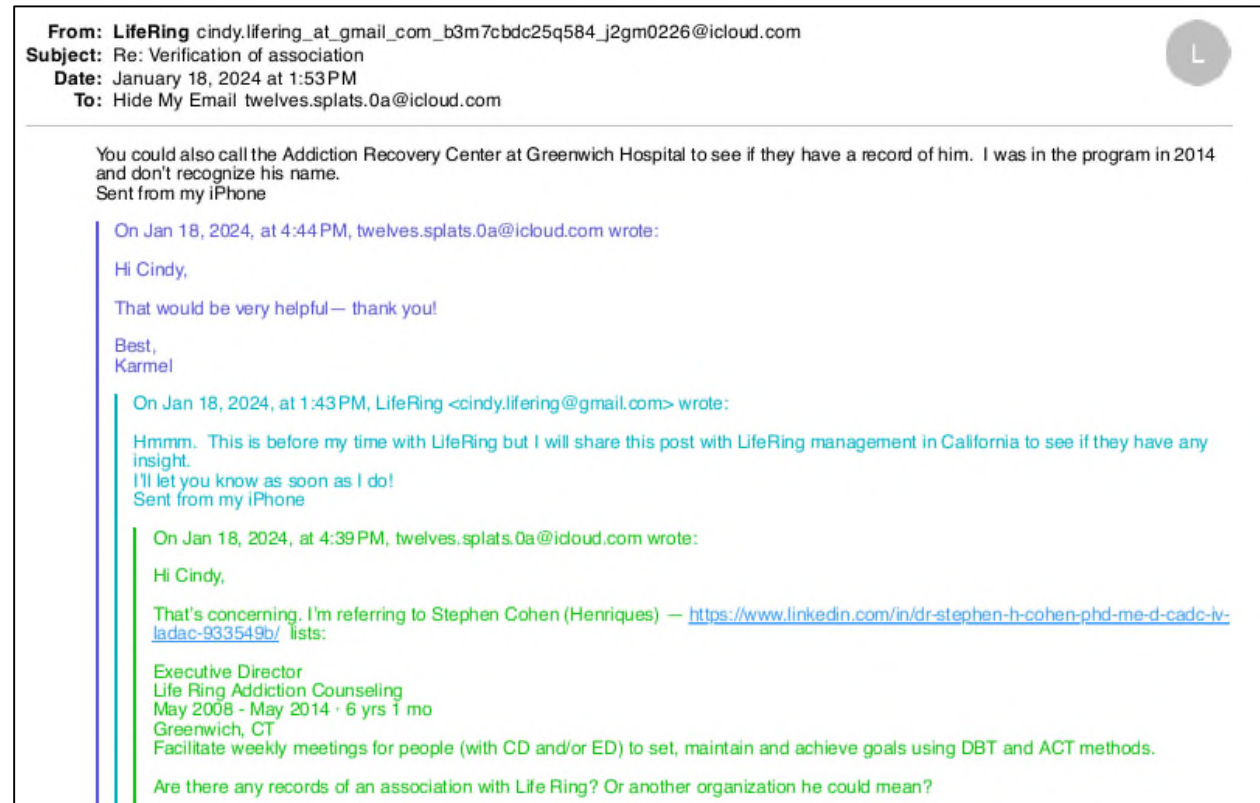 From: LifeRing cindy.lifering_at_gmail_com_b3m7cbdc25q584_j2gm0226@icloud.com
Subject: Re: Verification of association
Date: January 18, 2024 at 1:53 PM
To: Hide My Email twelves.splats.0a@icloud.com
L
You could also call the Addiction Recovery Center at Greenwich Hospital to see if they have a record of him. I was in the program in 2014
and don't recognize his name.
Sent from my iPhone
On Jan 18, 2024, at 4:44 PM, twelves.splats.0a@icloud.com wrote:
Hi Cindy,
That would be very helpful— thank you!
Best,
Karmel
On Jan 18, 2024, at 1:43 PM, LifeRing <cindy.lifering@gmail.com> wrote:
Hmmm. This is before my time with LifeRing but I will share this post with LifeRing management in California to see if they have any
insight.
I'll let you know as soon as I do!
Sent from my iPhone
On Jan 18, 2024, at 4:39 PM, twelves.splats.0a@icloud.com wrote:
Hi Cindy,
That's concerning. I'm referring to Stephen Cohen (Henriques) — https://www.linkedin.com/in/dr-stephen-h-cohen-phd-me-d-cadc-iv-
ladac-933549b/ lists:
Executive Director
Life Ring Addiction Counseling
May 2008 - May 2014 · 6 yrs 1 mo
Greenwich, CT
Facilitate weekly meetings for people (with CD and/or ED) to set, maintain and achieve goals using DBT and ACT methods.
Are there any records of an association with Life Ring? Or another organization he could mean?